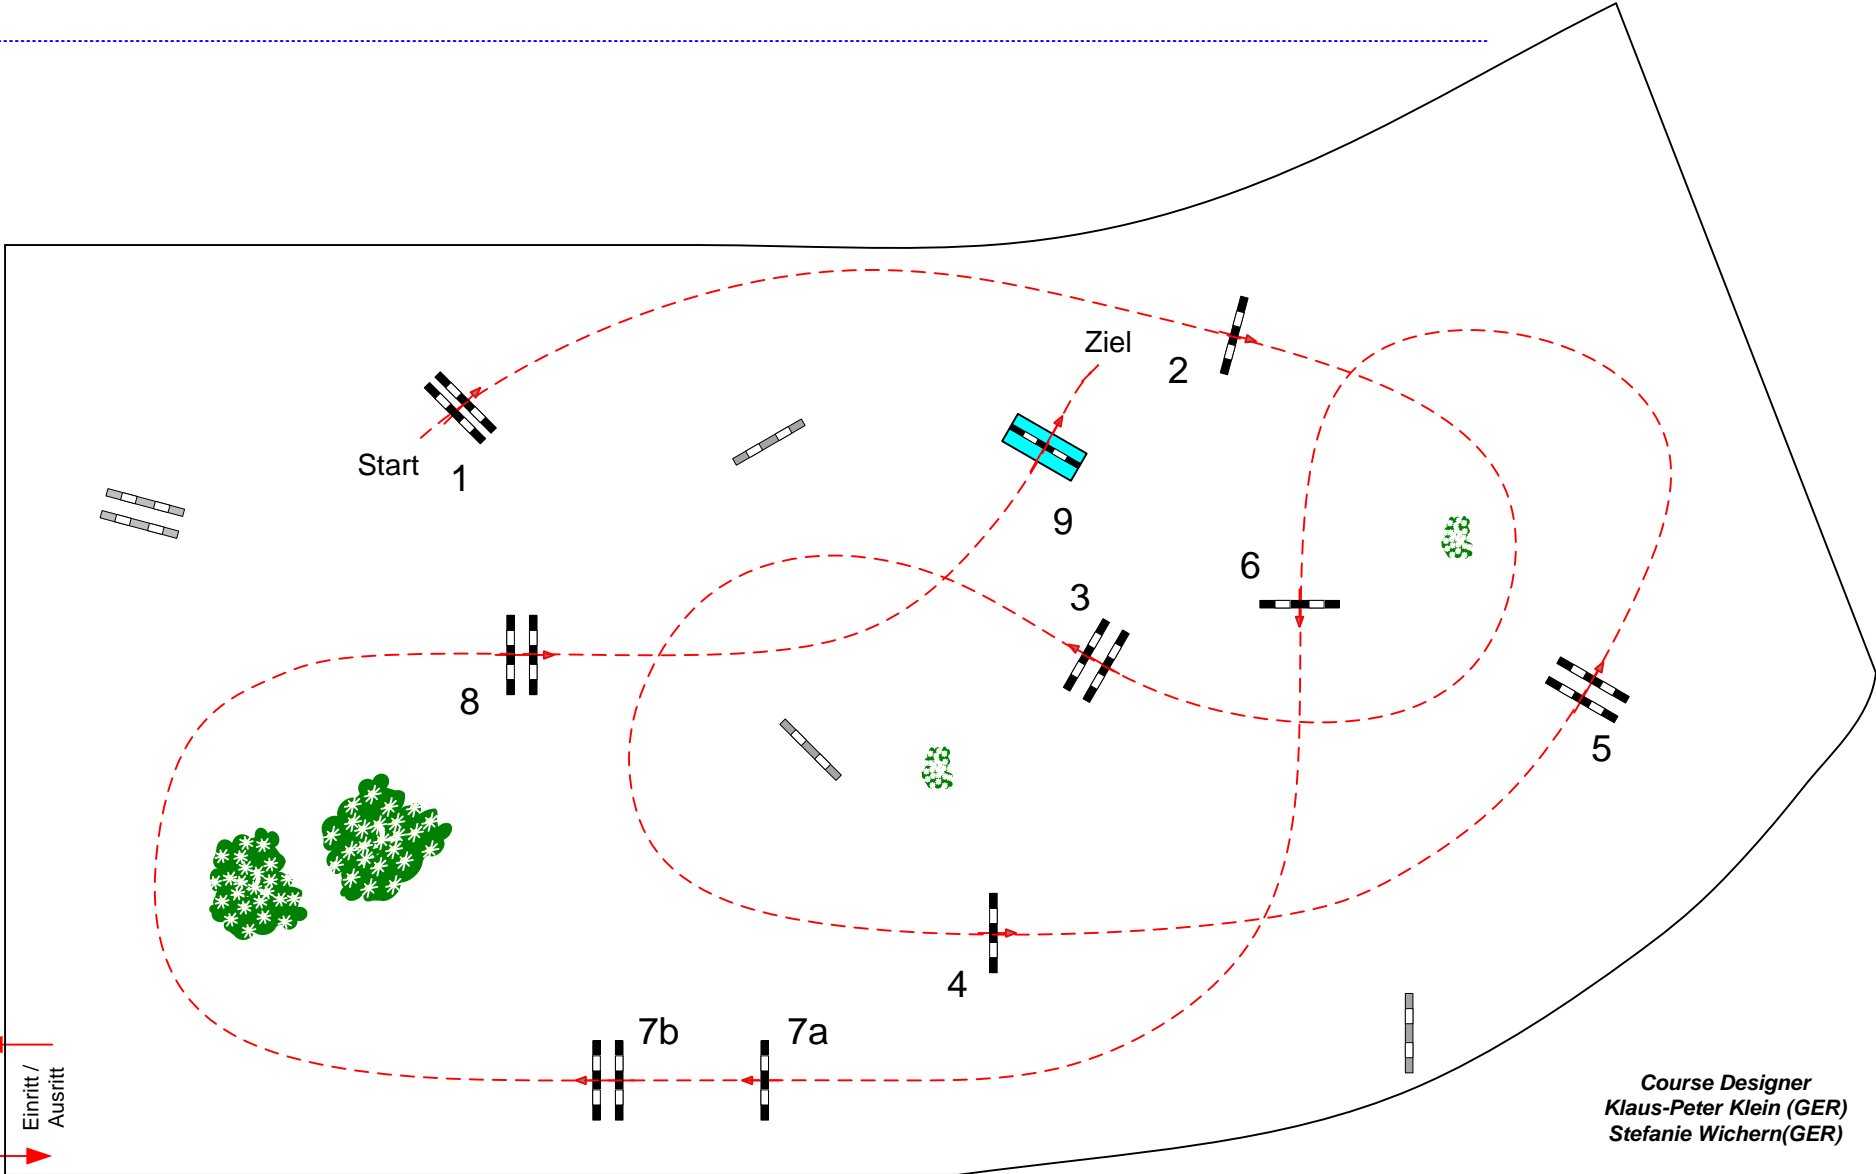 Ziel
2
Start
1
9
6
3
8
5
4
7b
7a
Einritt /
Ausritt
Course Designer
Klaus-Peter Klein (GER)
Stefanie Wichern(GER)